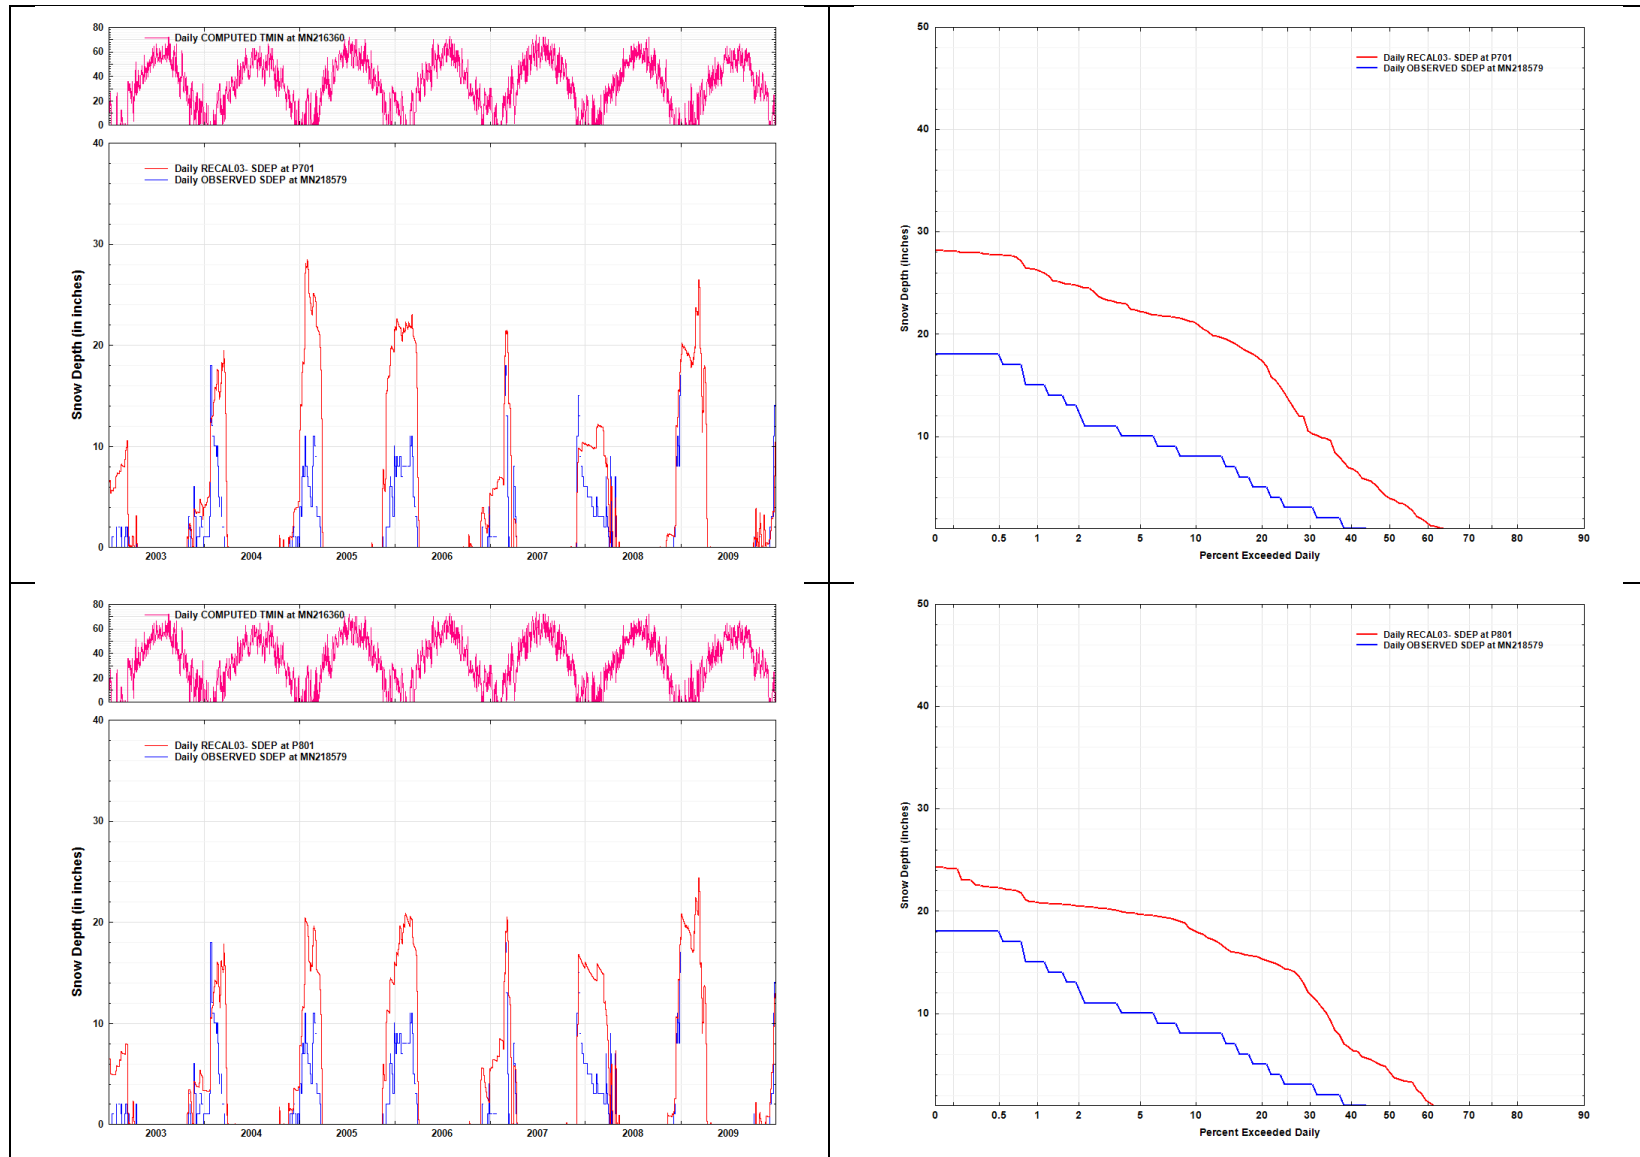 80
60
40
20
0
Daily COMPUTED TMIN at MN216360
40
30
20
10
0
Snow Depth (in inches)
Daily RECAL03- SDEP at P701
Daily OBSERVED SDEP at MN218579
2003 2004 2005 2006 2007 2008 2009
50
40
30
20
10
Snow Depth (inches)
Daily RECAL03- SDEP at P701
Daily OBSERVED SDEP at MN218579
0 0.5 1 2 5 10 20 30 40 50 60 70 80 90
Percent Exceeded Daily
80
60
40
20
0
Daily COMPUTED TMIN at MN216360
40
30
20
10
0
Snow Depth (in inches)
Daily RECAL03- SDEP at P801
Daily OBSERVED SDEP at MN218579
2003 2004 2005 2006 2007 2008 2009
50
40
30
20
10
Snow Depth (inches)
Daily RECAL03- SDEP at P801
Daily OBSERVED SDEP at MN218579
0 0.5 1 2 5 10 20 30 40 50 60 70 80 90
Percent Exceeded Daily